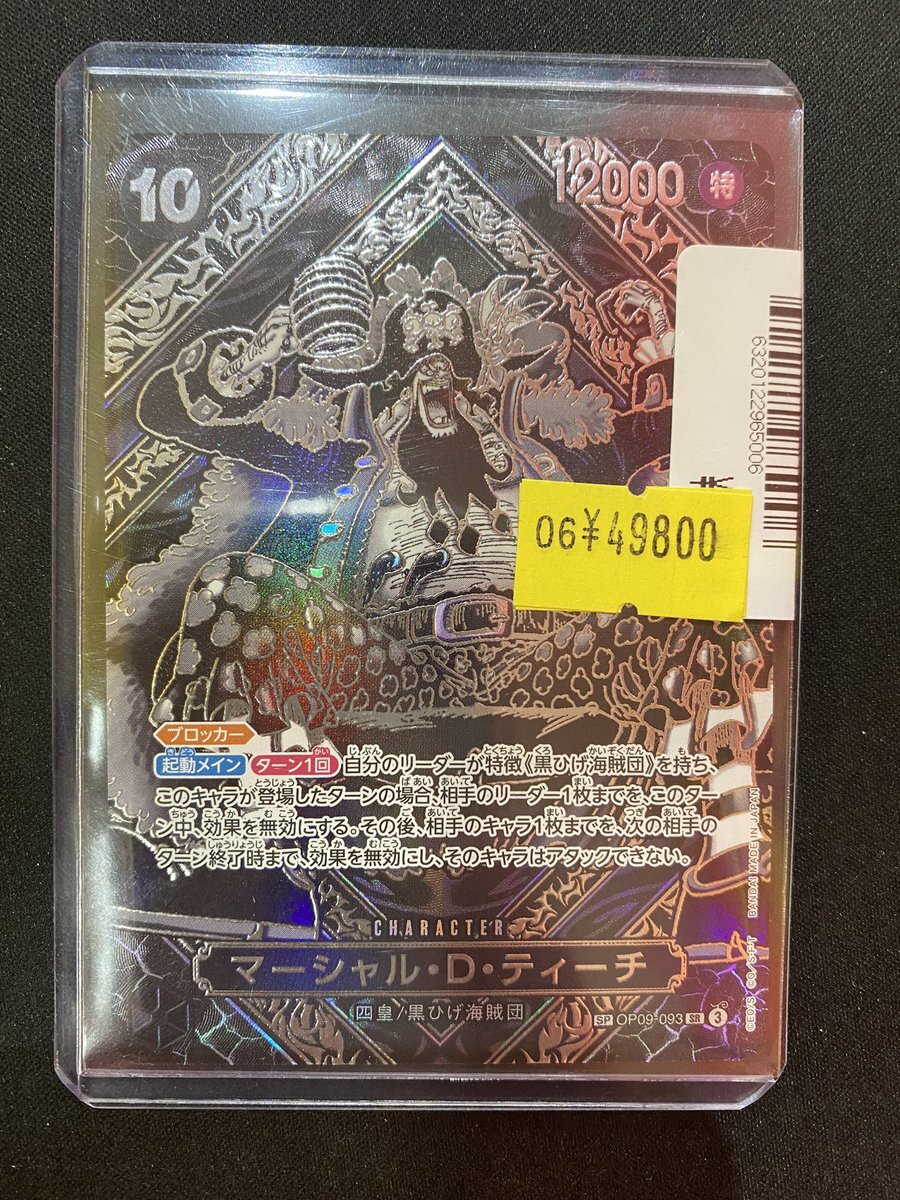 10
12000
特
6320122965006
06¥49800
ブロッカー
起動メイン ターン1回 自分のリーダーが特徴《黒ひげ海賊団》を持ち、
このキャラが登場したターンの場合、相手のリーダー1枚までを、このター
ン中、効果を無効にする。その後、相手のキャラ1枚までを、次の相手の
ターン終了時まで、効果を無効にし、そのキャラはアタックできない。
CHARACTER
マーシャル・D・ティーチ
四皇/黒ひげ海賊団
SP OP09-093 SR 3
©E.O/S. ©O./S·F·T BANDAI MADE IN JAPAN